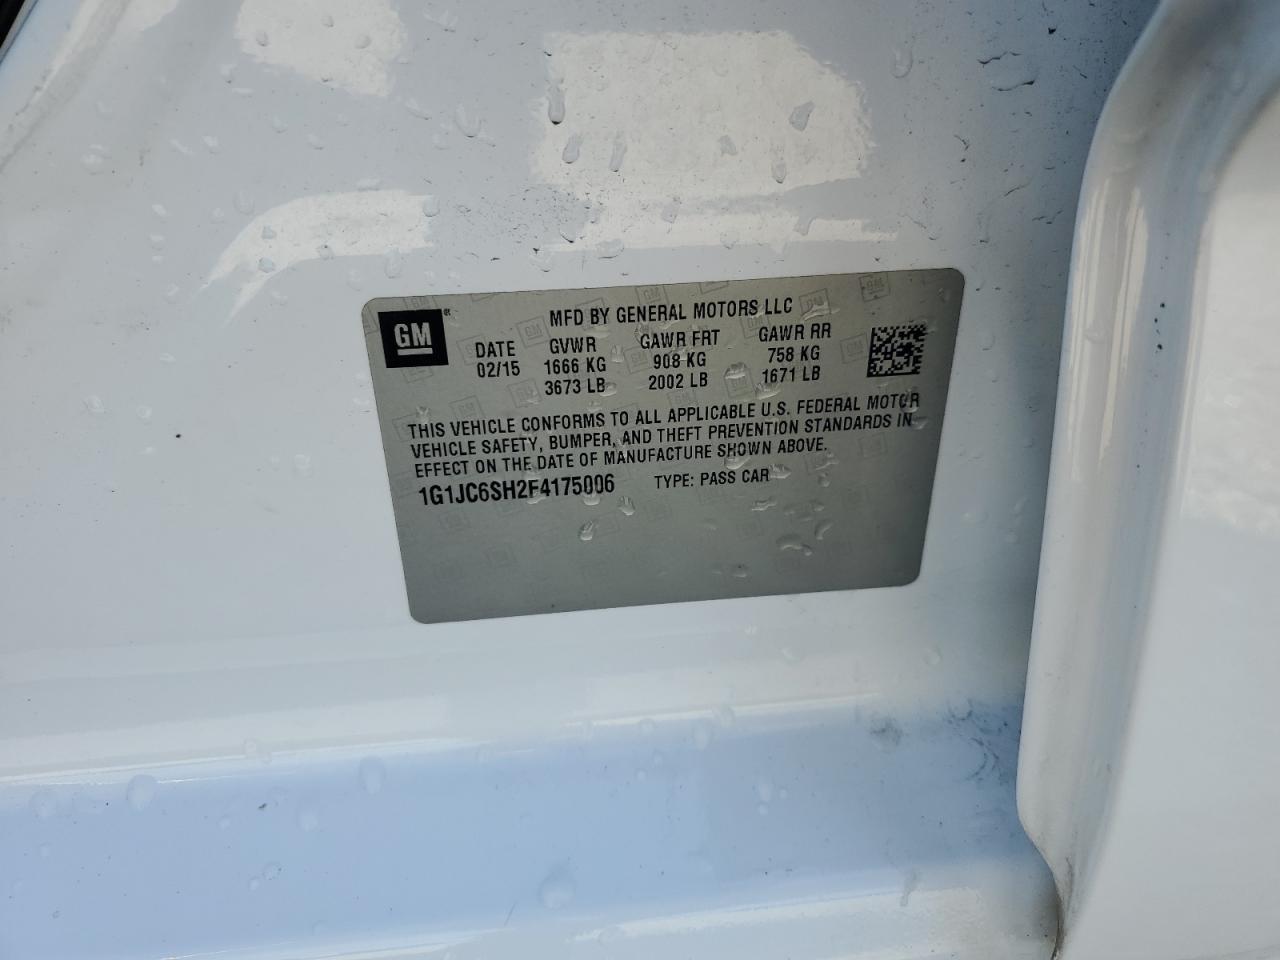 GM
MFD BY GENERAL MOTORS LLC
DATE GVWR GAWR FRT GAWR RR
02/15 1666 KG 908 KG 758 KG
3673 LB 2002 LB 1671 LB
THIS VEHICLE CONFORMS TO ALL APPLICABLE U.S. FEDERAL MOTOR
VEHICLE SAFETY, BUMPER, AND THEFT PREVENTION STANDARDS IN
EFFECT ON THE DATE OF MANUFACTURE SHOWN ABOVE.
1G1JC6SH2F4175006 TYPE: PASS CAR